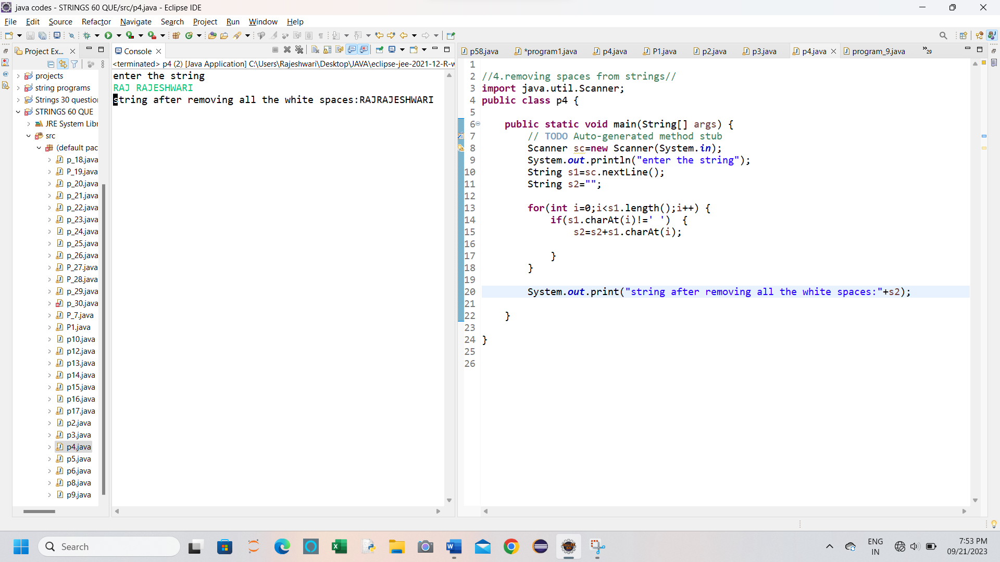 java codes - STRINGS 60 QUE/src/p4.java - Eclipse IDE
File Edit Source Refactor Navigate Search Project Run Window Help
Project Ex...
projects
string programs
Strings 30 question
STRINGS 60 QUE
JRE System Libr
src
(default pac
p_18.java
P_19.java
p_20.java
p_21.java
p_22.java
p_23.java
p_24.java
p_25.java
p_26.java
P_27.java
P_28.java
p_29.java
p_30.java
P_7.java
P1.java
p10.java
p12.java
p13.java
p14.java
p15.java
p16.java
p17.java
p2.java
p3.java
p4.java
p5.java
p6.java
p8.java
p9.java
Console
<terminated> p4 (2) [Java Application] C:\Users\Rajeshwari\Desktop\JAVA\eclipse-jee-2021-12-R-w
enter the string
RAJ RAJESHWARI
string after removing all the white spaces:RAJRAJESHWARI
p58.java *program1.java p4.java P1.java p2.java p3.java p4.java program_9.java »29
1
2 //4.removing spaces from strings//
3 import java.util.Scanner;
4 public class p4 {
5
6 public static void main(String[] args) {
7 // TODO Auto-generated method stub
8 Scanner sc=new Scanner(System.in);
9 System.out.println("enter the string");
10 String s1=sc.nextLine();
11 String s2="";
12
13 for(int i=0;i<s1.length();i++) {
14 if(s1.charAt(i)!=' ')  {
15 s2=s2+s1.charAt(i);
16
17 }
18 }
19
20 System.out.print("string after removing all the white spaces:"+s2);
21
22 }
23
24 }
25
26
Search
ENG
IN
7:53 PM
09/21/2023